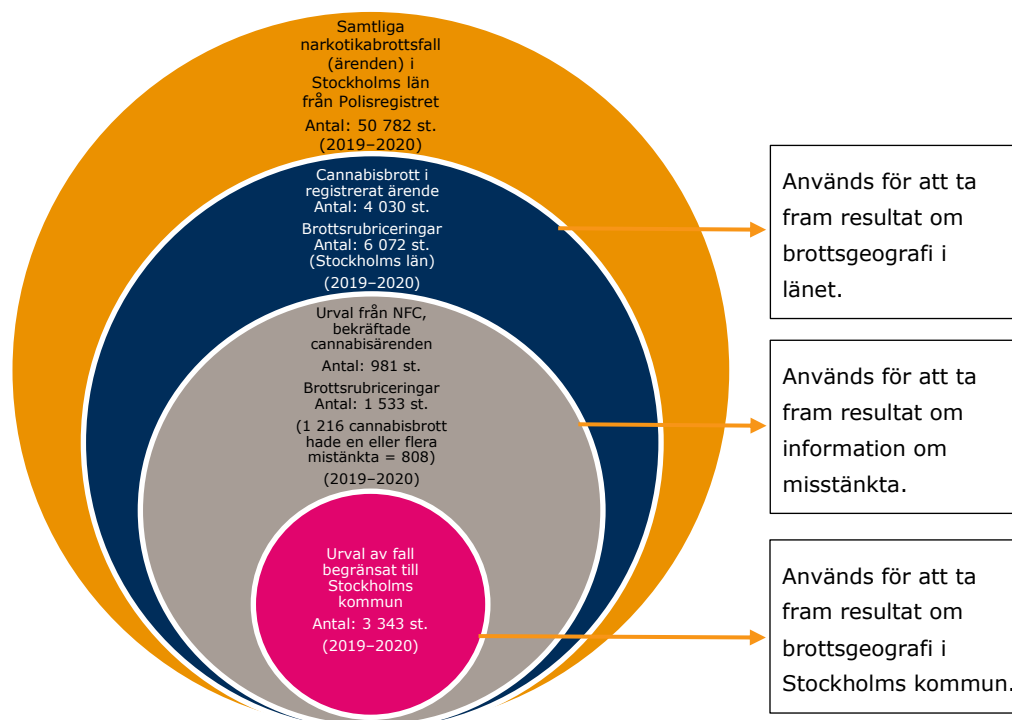 Samtliga
narkotikabrottsfall
(ärenden) i
Stockholms län
från Polisregistret
Antal: 50 782 st.
(2019–2020)
Cannabisbrott i
registrerat ärende
Antal: 4 030 st.
Brottsrubriceringar
Antal: 6 072 st.
(Stockholms län)
(2019–2020)
Urval från NFC,
bekräftade
cannabisärenden
Antal: 981 st.
Brottsrubriceringar
Antal: 1 533 st.
(1 216 cannabisbrott
hade en eller flera
mistänkta = 808)
(2019–2020)
Urval av fall
begränsat till
Stockholms
kommun
Antal: 3 343 st.
(2019–2020)
Används för att ta
fram resultat om
brottsgeografi i
länet.
Används för att ta
fram resultat om
information om
misstänkta.
Används för att ta
fram resultat om
brottsgeografi i
Stockholms kommun.